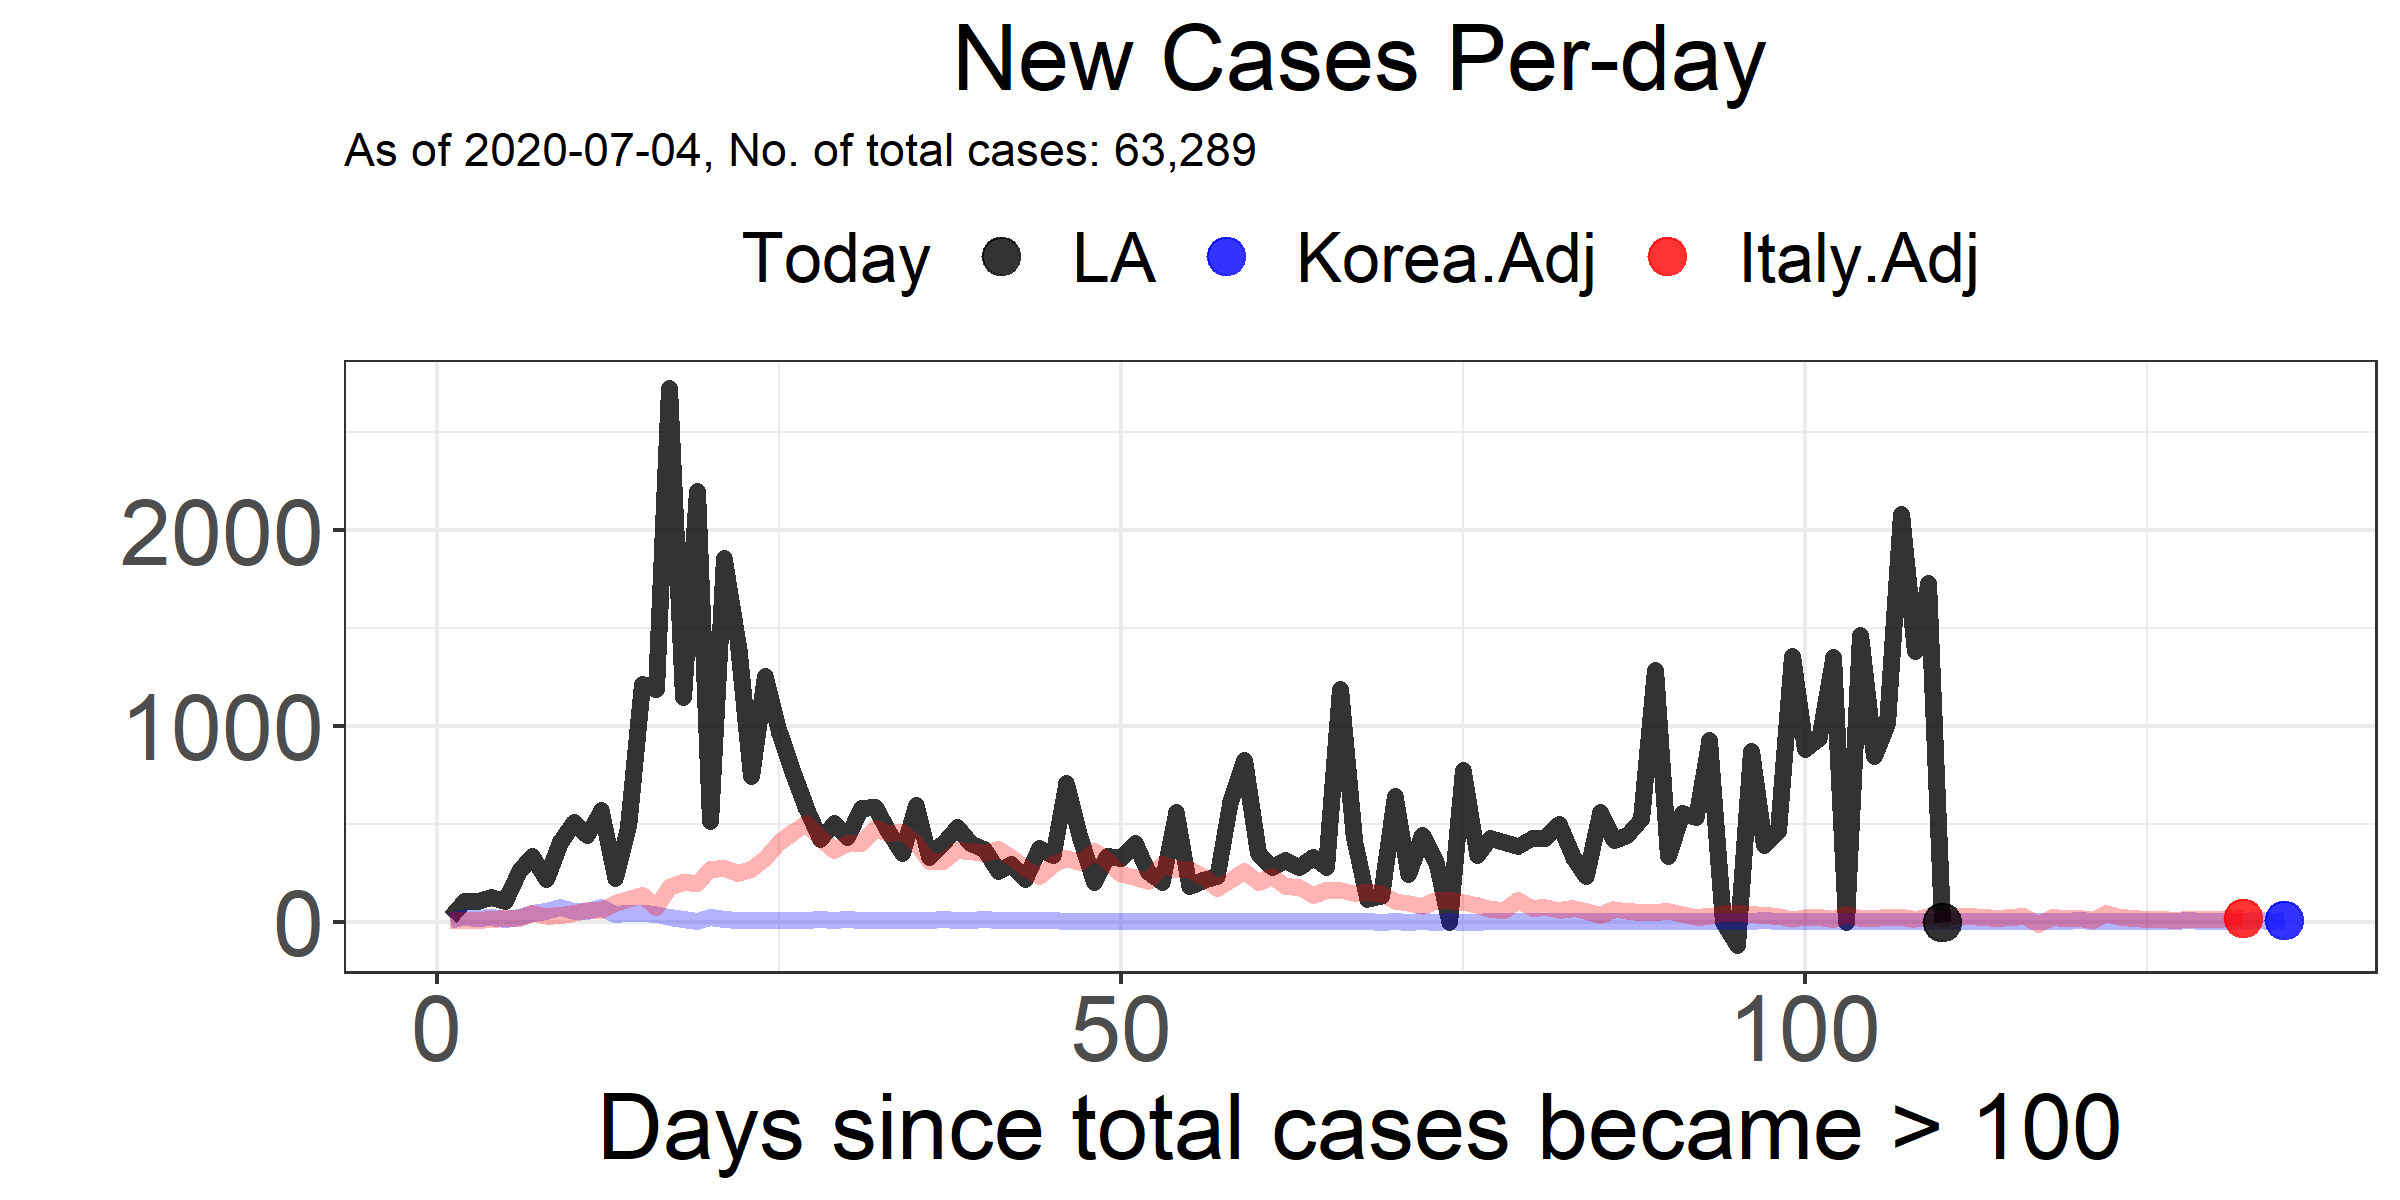 New Cases Per-day
As of 2020-07-04, No. of total cases: 63,289
Today LA Korea.Adj Italy.Adj
2000
1000
0
0 50 100
Days since total cases became > 100